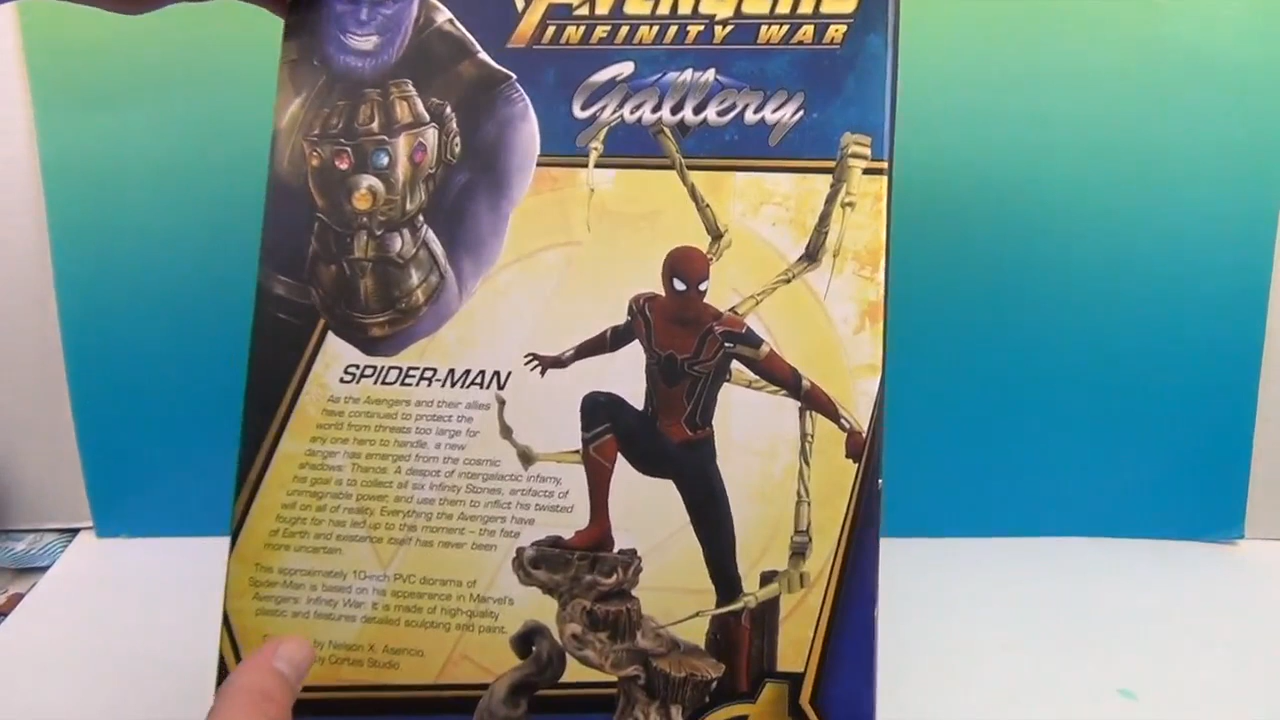 AVENGERS
INFINITY WAR
Gallery
SPIDER-MAN
As the Avengers and their allies
have continued to protect the
world from threats too large for
any one hero to handle, a new
danger has emerged from the cosmic
shadows: Thanos. A despot of intergalactic infamy,
his goal is to collect all six Infinity Stones, artifacts of
unimaginable power, and use them to inflict his twisted
will on all of reality. Everything the Avengers have
fought for has led up to this moment – the fate
of Earth and existence itself has never been
more uncertain.
This approximately 10-inch PVC diorama of
Spider-Man is based on his appearance in Marvel's
Avengers: Infinity War. It is made of high-quality
plastic and features detailed sculpting and paint.
by Nelson X. Asencio.
by Cortes Studio.